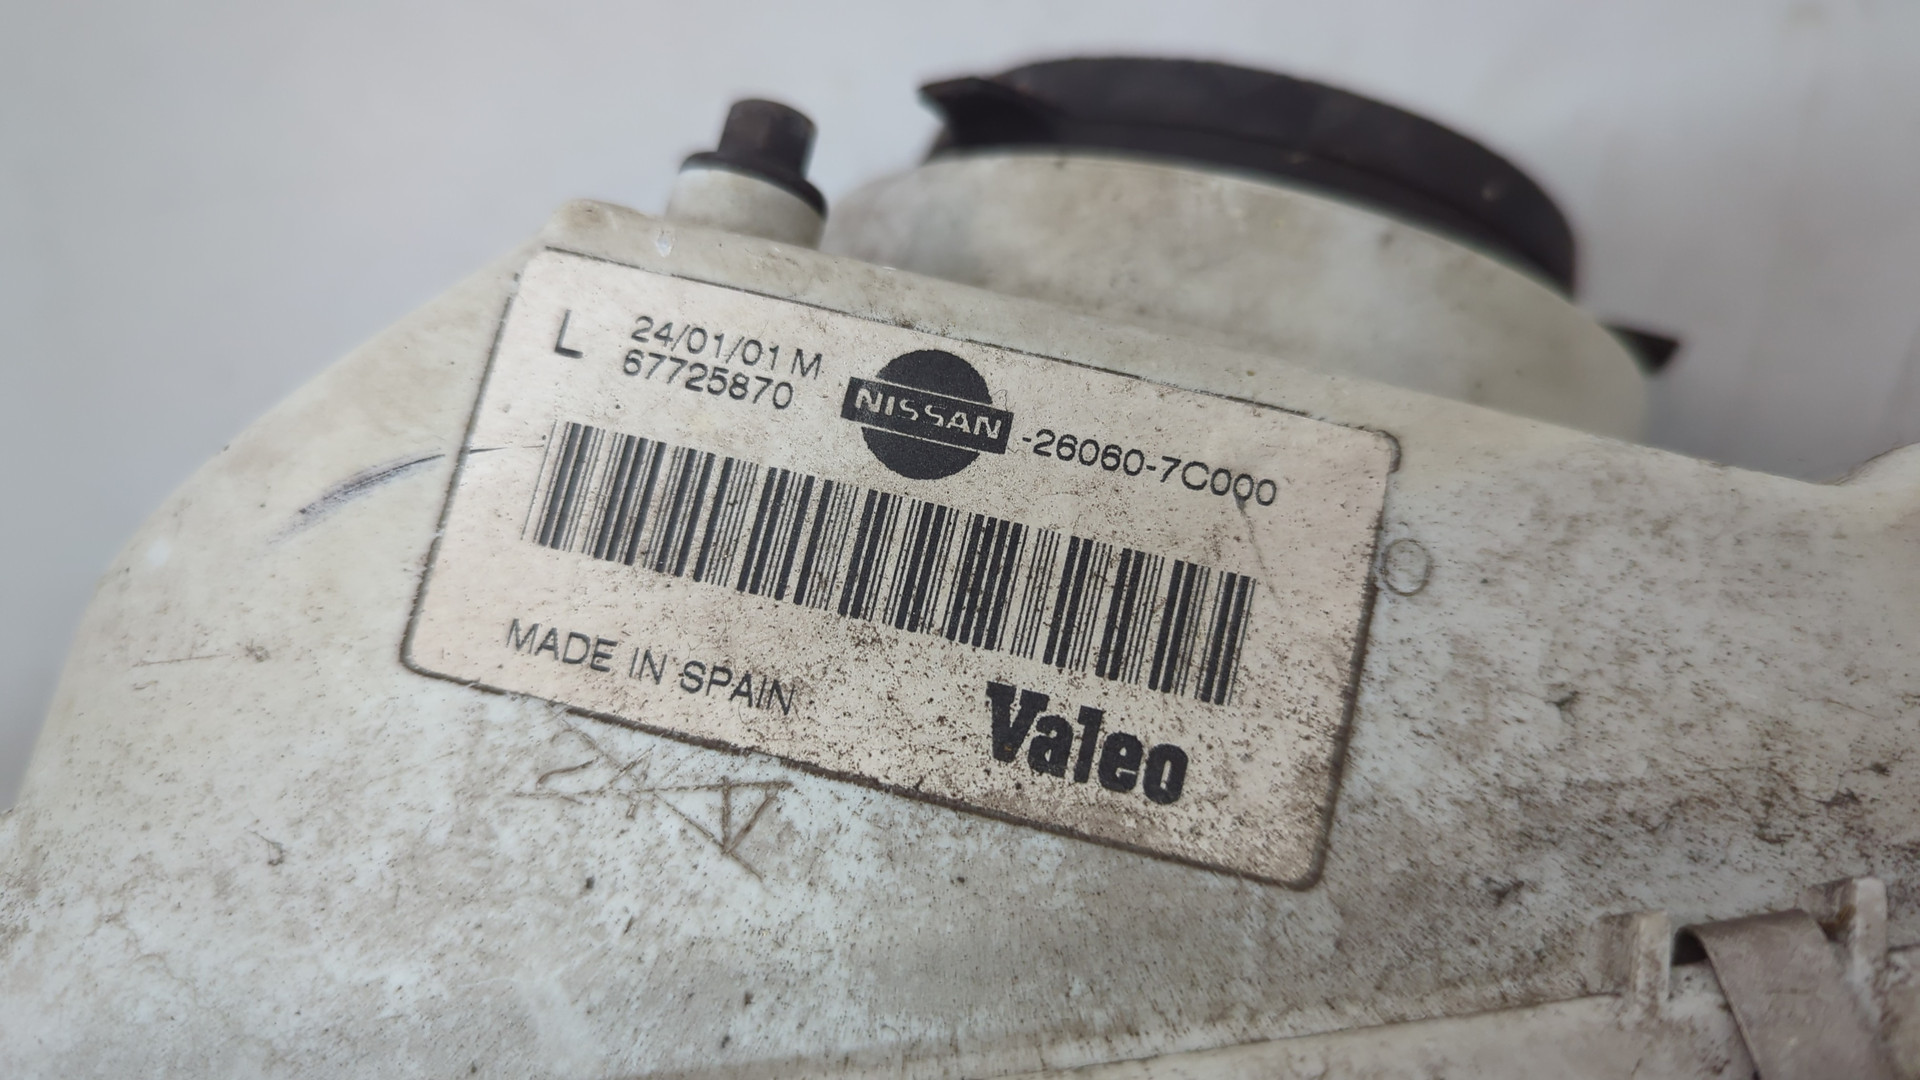 L 24/01/01 M
67725870
NISSAN -26060-7C000
MADE IN SPAIN
Valeo